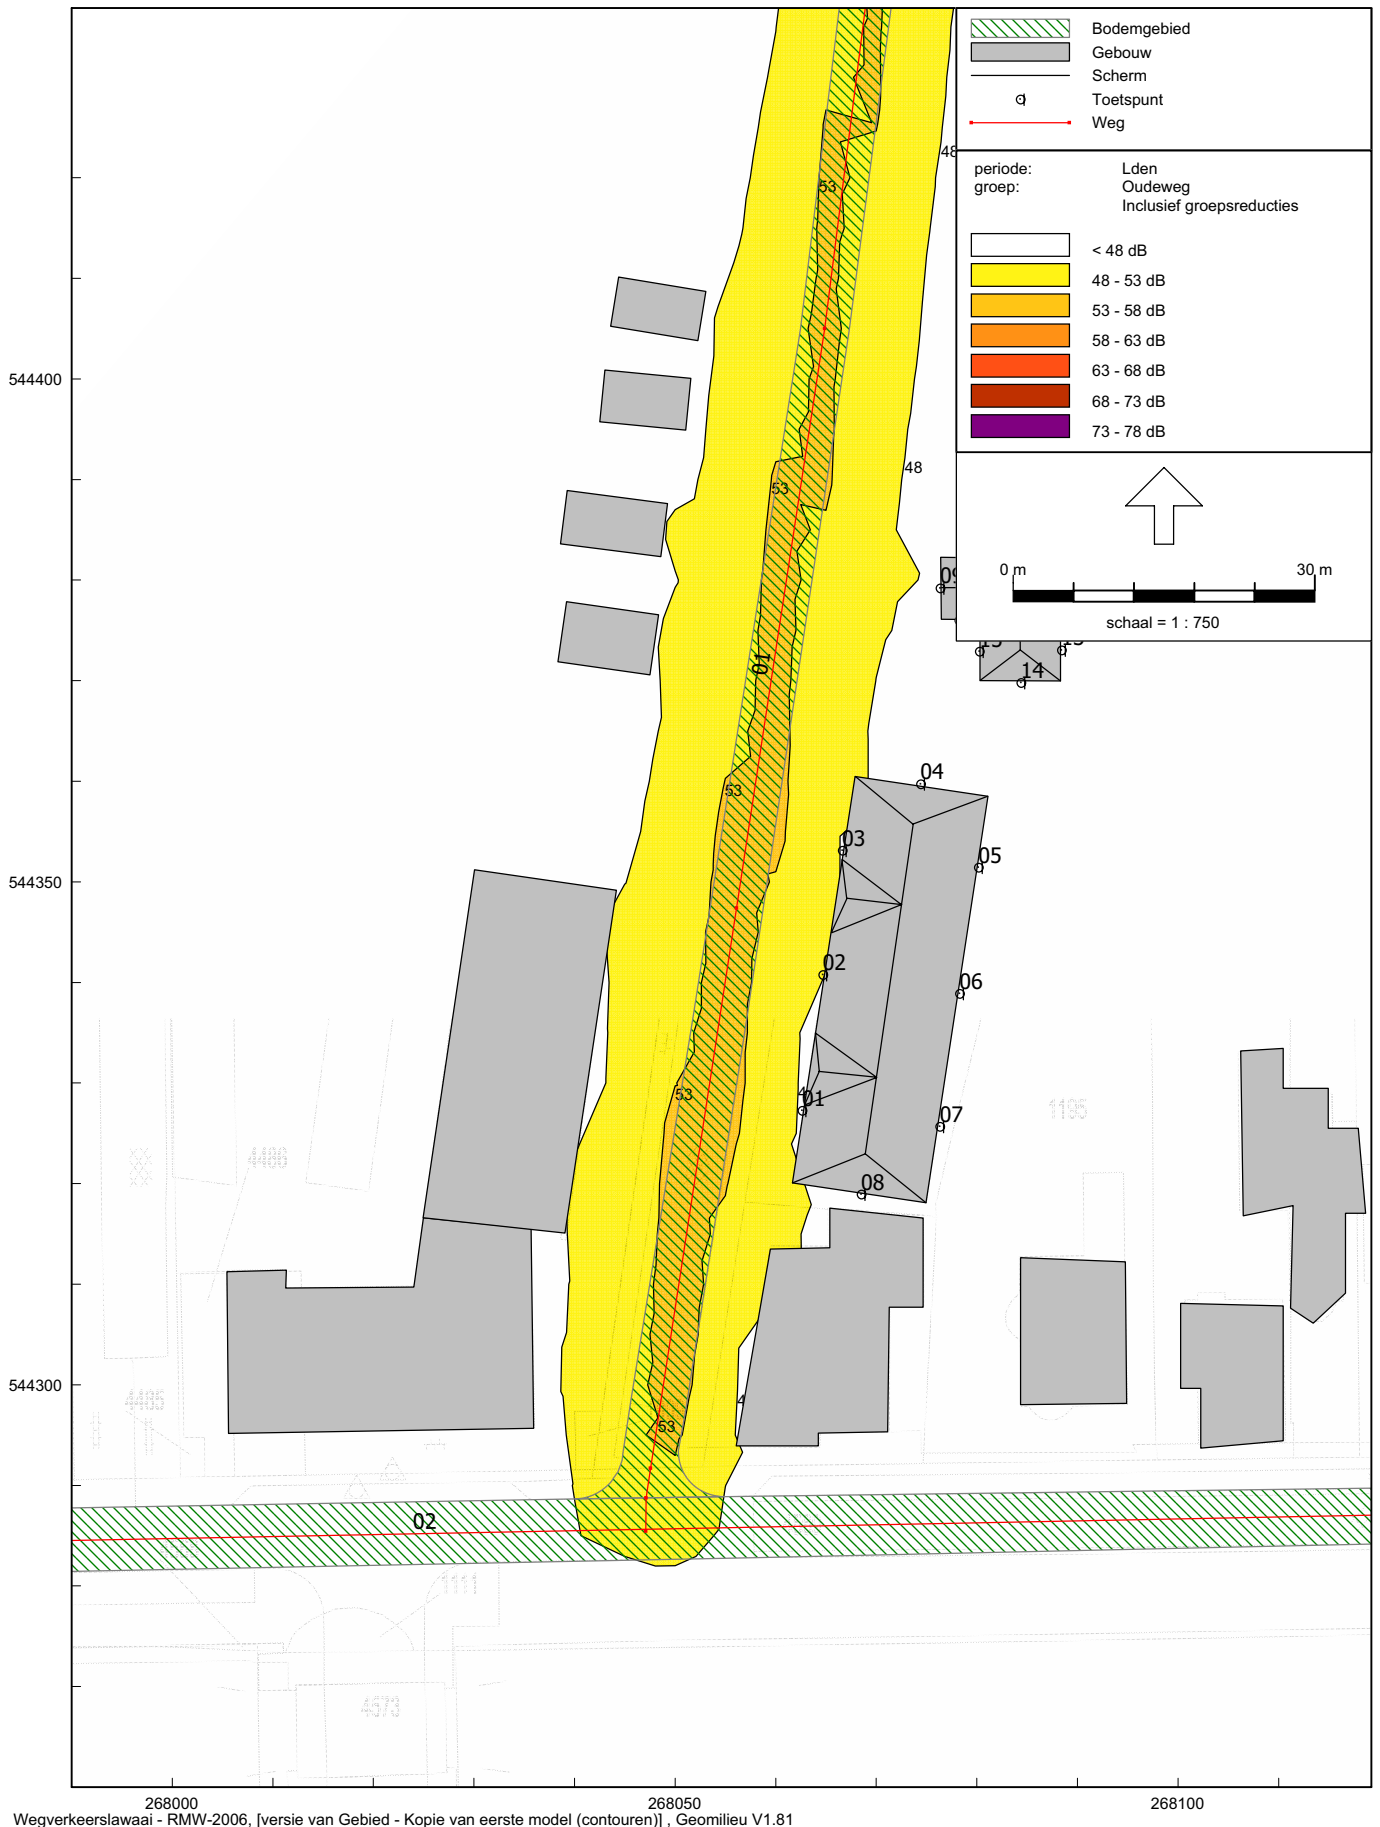 Bodemgebied
Gebouw
Scherm
Toetspunt
Weg
48
periode: Lden
groep: Oudeweg
Inclusief groepsreducties
< 48 dB
48 - 53 dB
53 - 58 dB
58 - 63 dB
63 - 68 dB
68 - 73 dB
73 - 78 dB
53
544400
48
53
0 m 30 m
schaal = 1 : 750
01
14
04
53
03
05
544350
02
06
53
01
07
1195
08
544300
53
02
1111
4973
268000 268050 268100
Wegverkeerslawaai - RMW-2006, [versie van Gebied - Kopie van eerste model (contouren)] , Geomilieu V1.81